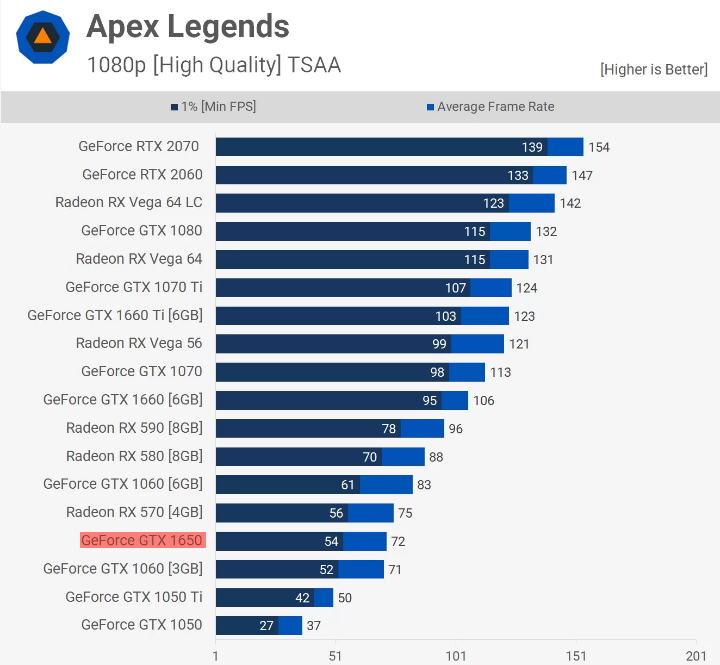 Apex Legends
1080p [High Quality] TSAA
[Higher is Better]
1% [Min FPS] Average Frame Rate
GeForce RTX 2070 139 154
GeForce RTX 2060 133 147
Radeon RX Vega 64 LC 123 142
GeForce GTX 1080 115 132
Radeon RX Vega 64 115 131
GeForce GTX 1070 Ti 107 124
GeForce GTX 1660 Ti [6GB] 103 123
Radeon RX Vega 56 99 121
GeForce GTX 1070 98 113
GeForce GTX 1660 [6GB] 95 106
Radeon RX 590 [8GB] 78 96
Radeon RX 580 [8GB] 70 88
GeForce GTX 1060 [6GB] 61 83
Radeon RX 570 [4GB] 56 75
GeForce GTX 1650 54 72
GeForce GTX 1060 [3GB] 52 71
GeForce GTX 1050 Ti 42 50
GeForce GTX 1050 27 37
1 51 101 151 201